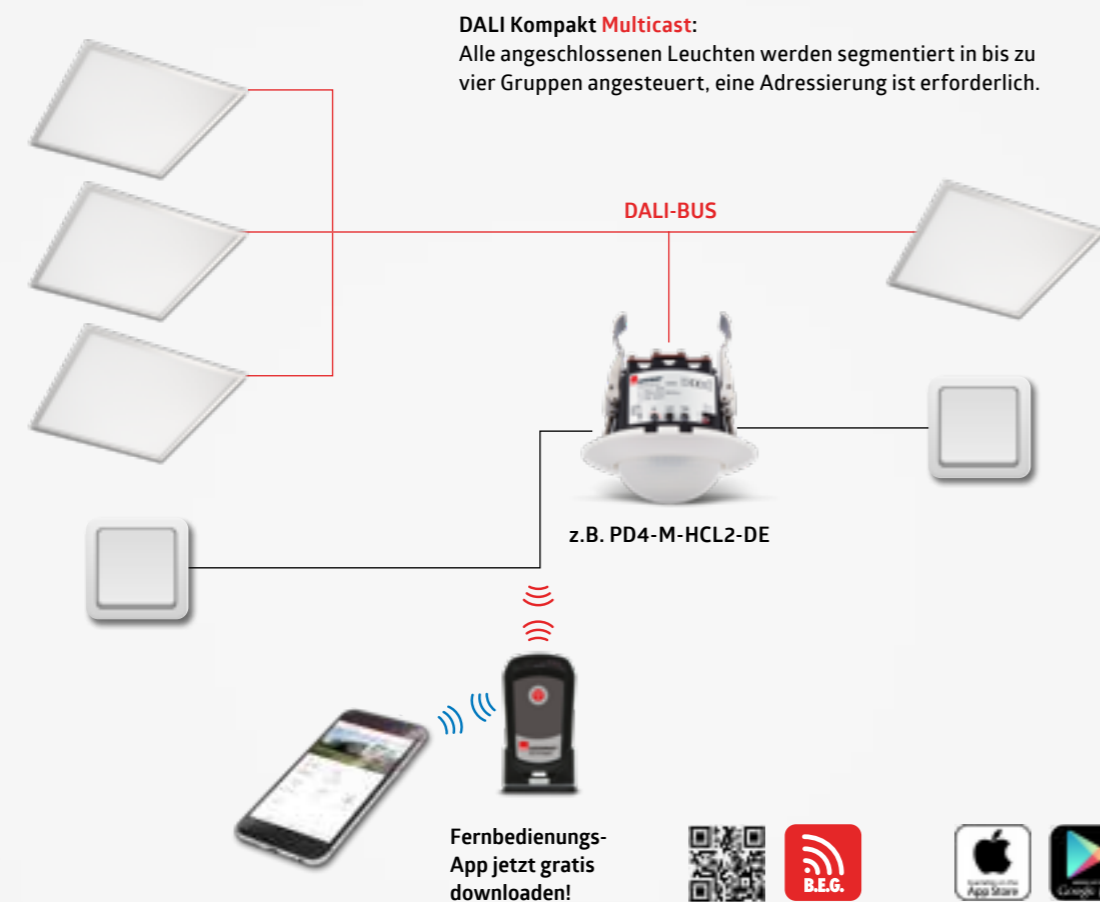 DALI Kompakt Multicast:
Alle angeschlossenen Leuchten werden segmentiert in bis zu
vier Gruppen angesteuert, eine Adressierung ist erforderlich.
DALI-BUS
z.B. PD4-M-HCL2-DE
Fernbedienungs-
App jetzt gratis
downloaden!
B.E.G.
App Store
Google